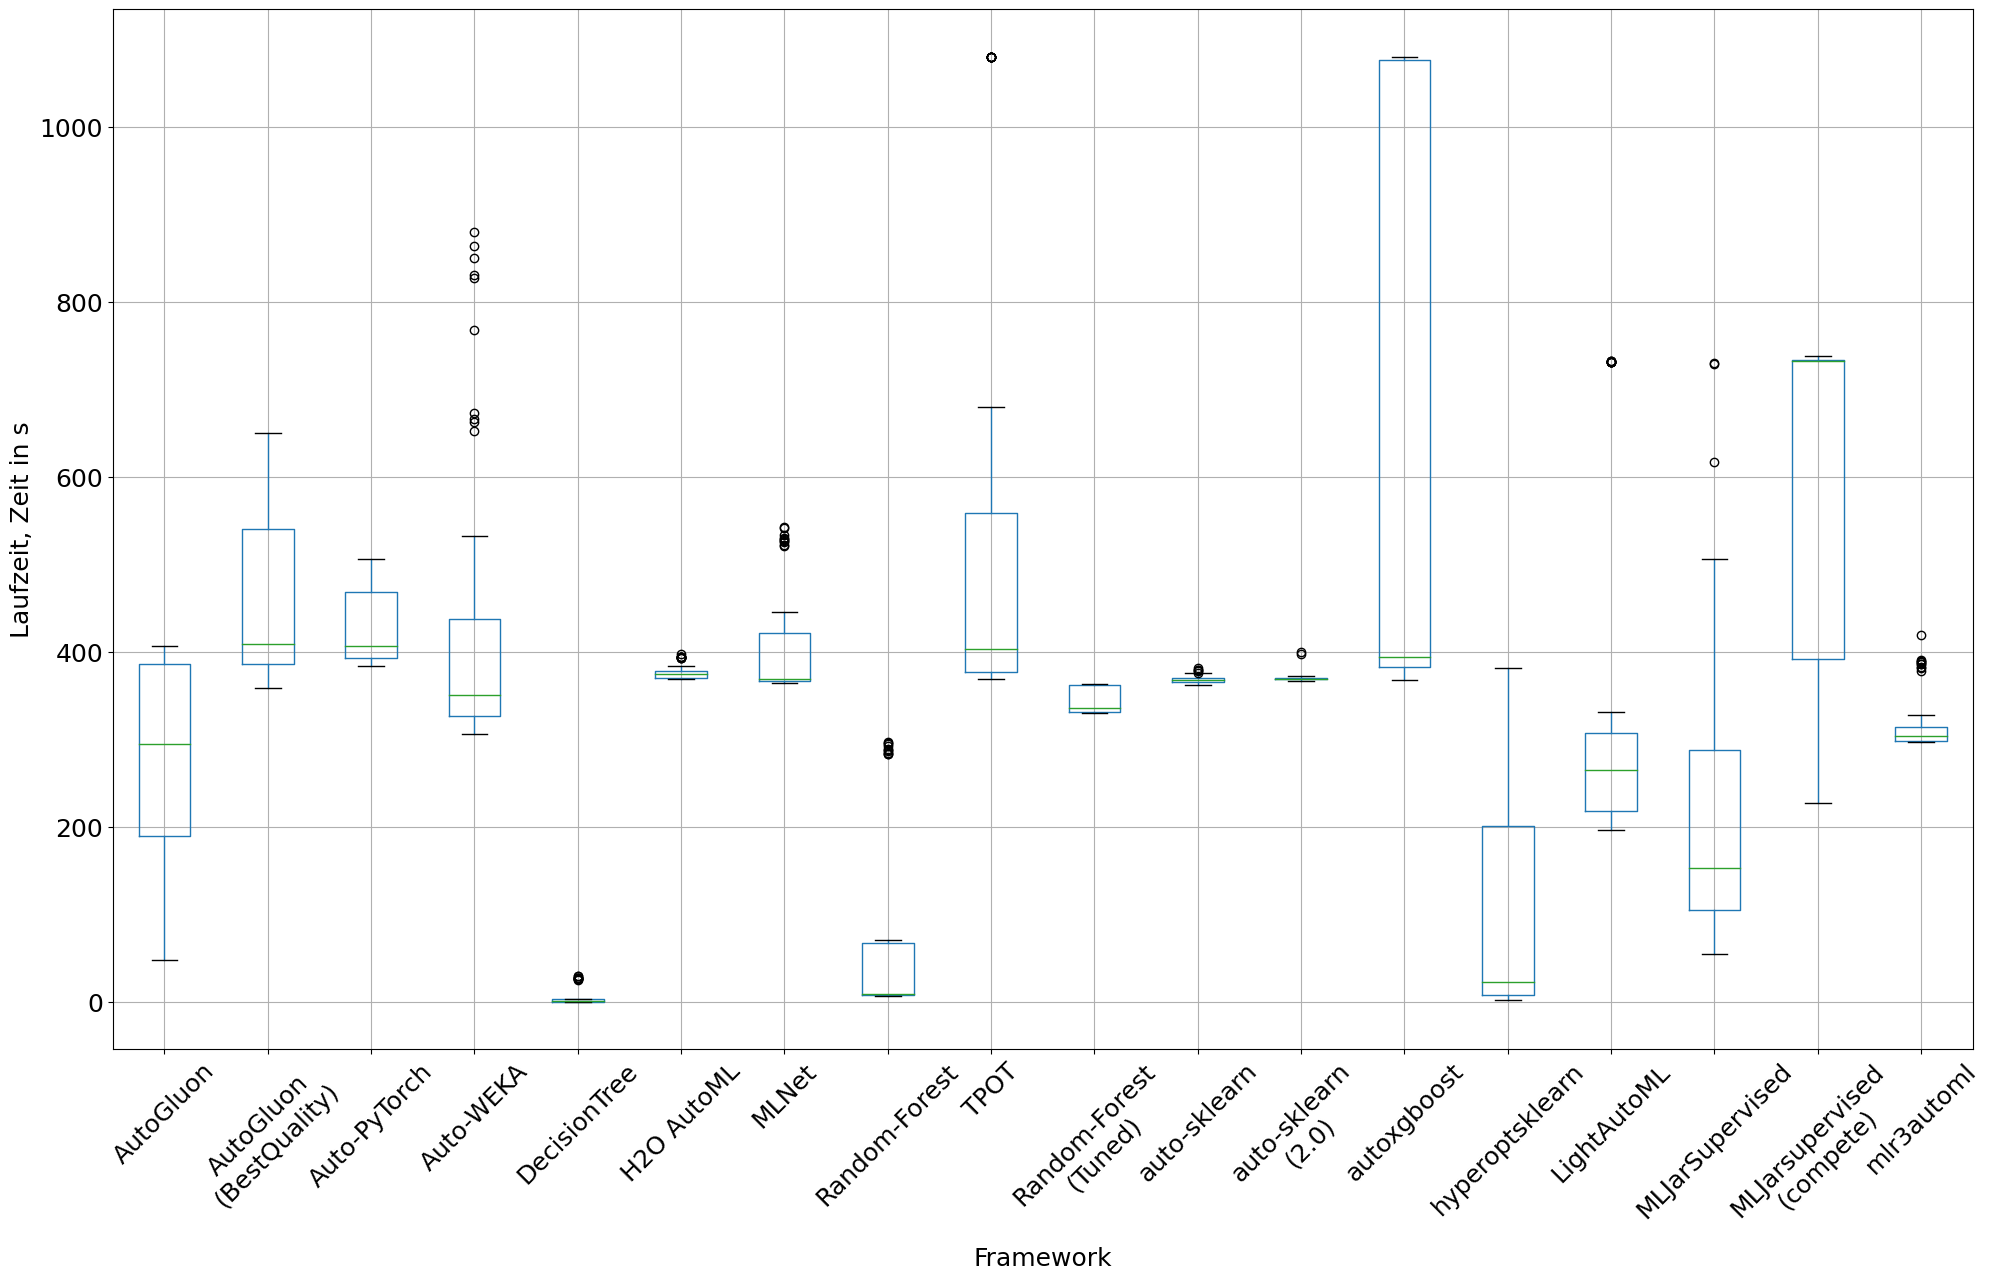 Laufzeit, Zeit in s
1000
800
600
400
200
0
AutoGluon
AutoGluon
(BestQuality)
Auto-PyTorch
Auto-WEKA
DecisionTree
H2O AutoML
MLNet
Random-Forest
TPOT
Random-Forest
(Tuned)
auto-sklearn
auto-sklearn
(2.0)
autoxgboost
hyperoptsklearn
LightAutoML
MLJarSupervised
MLJarsupervised
(compete)
mlr3automl
Framework